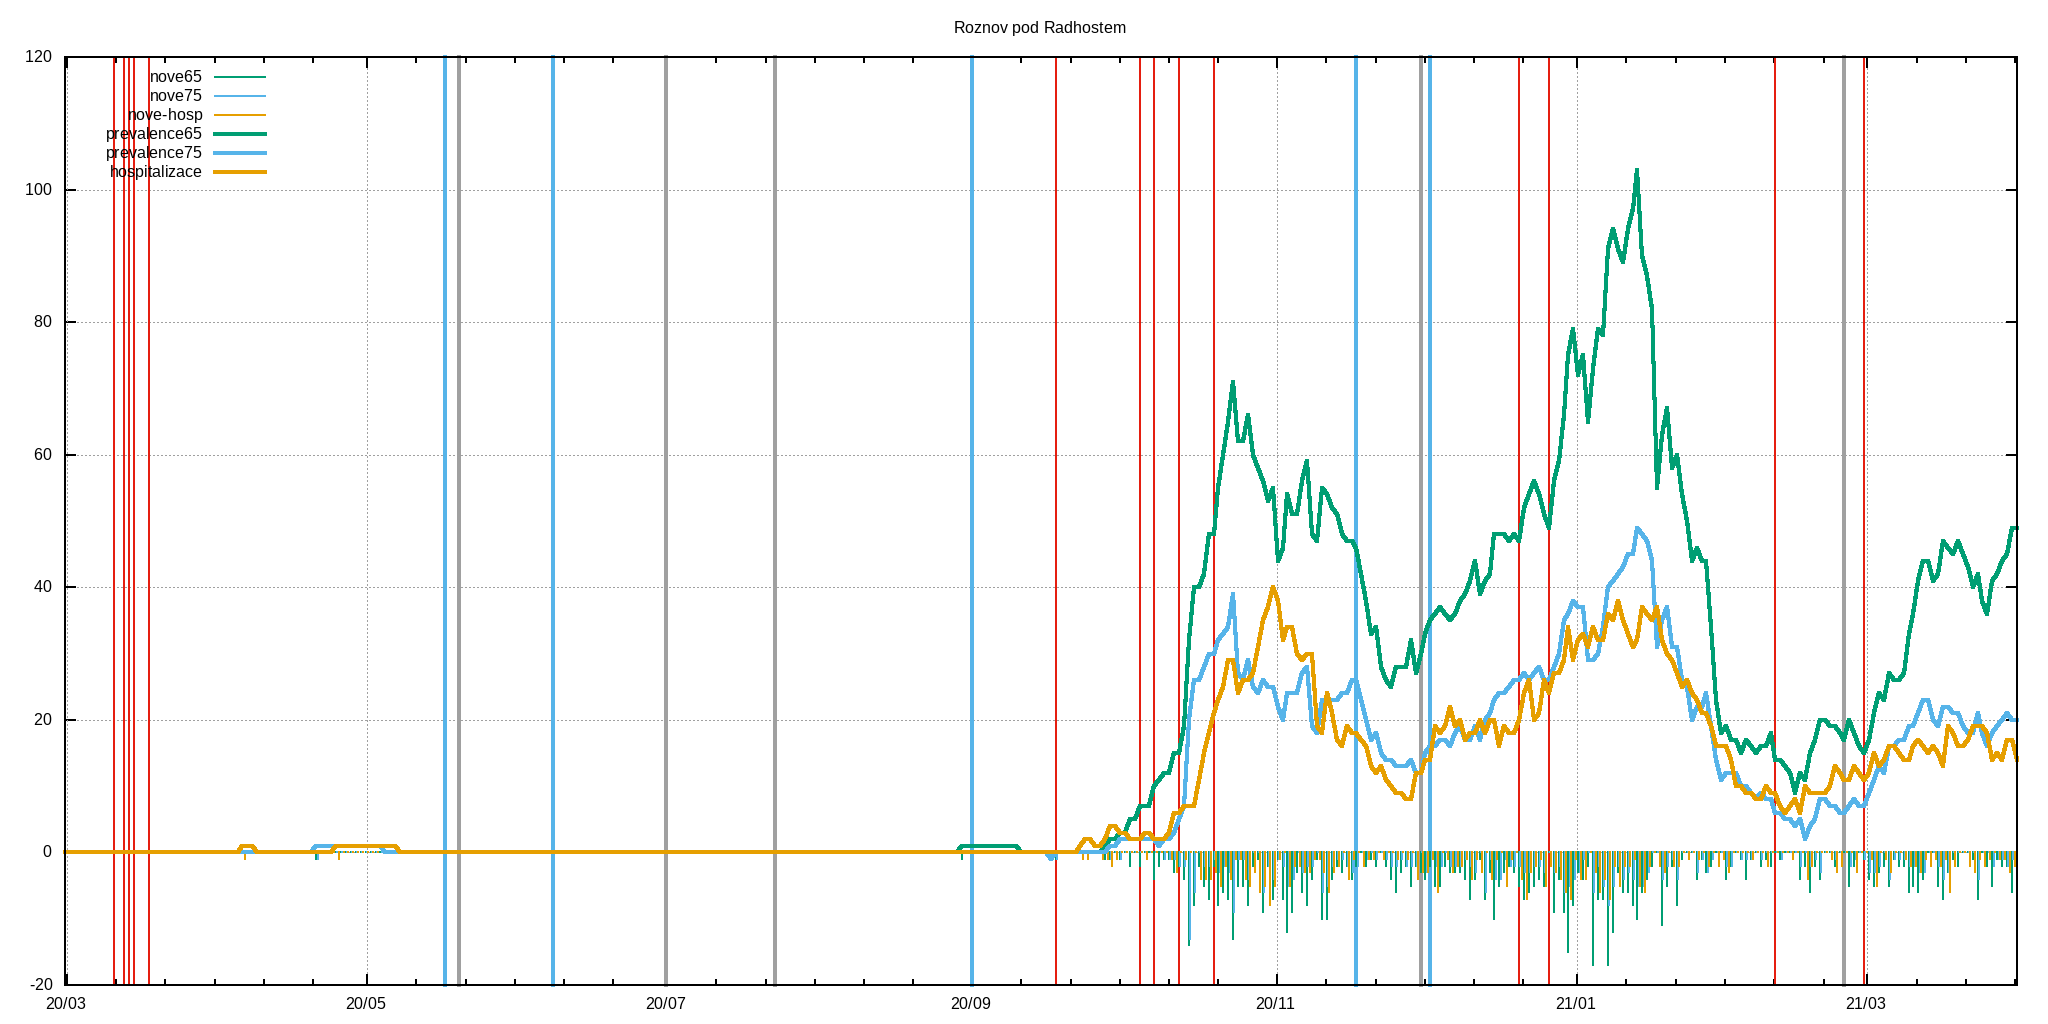 Roznov pod Radhostem
120
100
80
60
40
20
0
-20
nove65
nove75
nove-hosp
prevalence65
prevalence75
hospitalizace
20/03
20/05
20/07
20/09
20/11
21/01
21/03